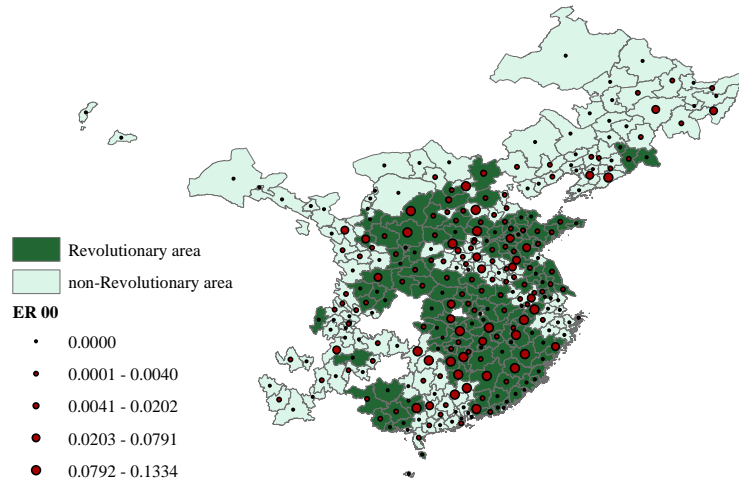 Revolutionary area
non-Revolutionary area
ER 00
0.0000
0.0001 - 0.0040
0.0041 - 0.0202
0.0203 - 0.0791
0.0792 - 0.1334